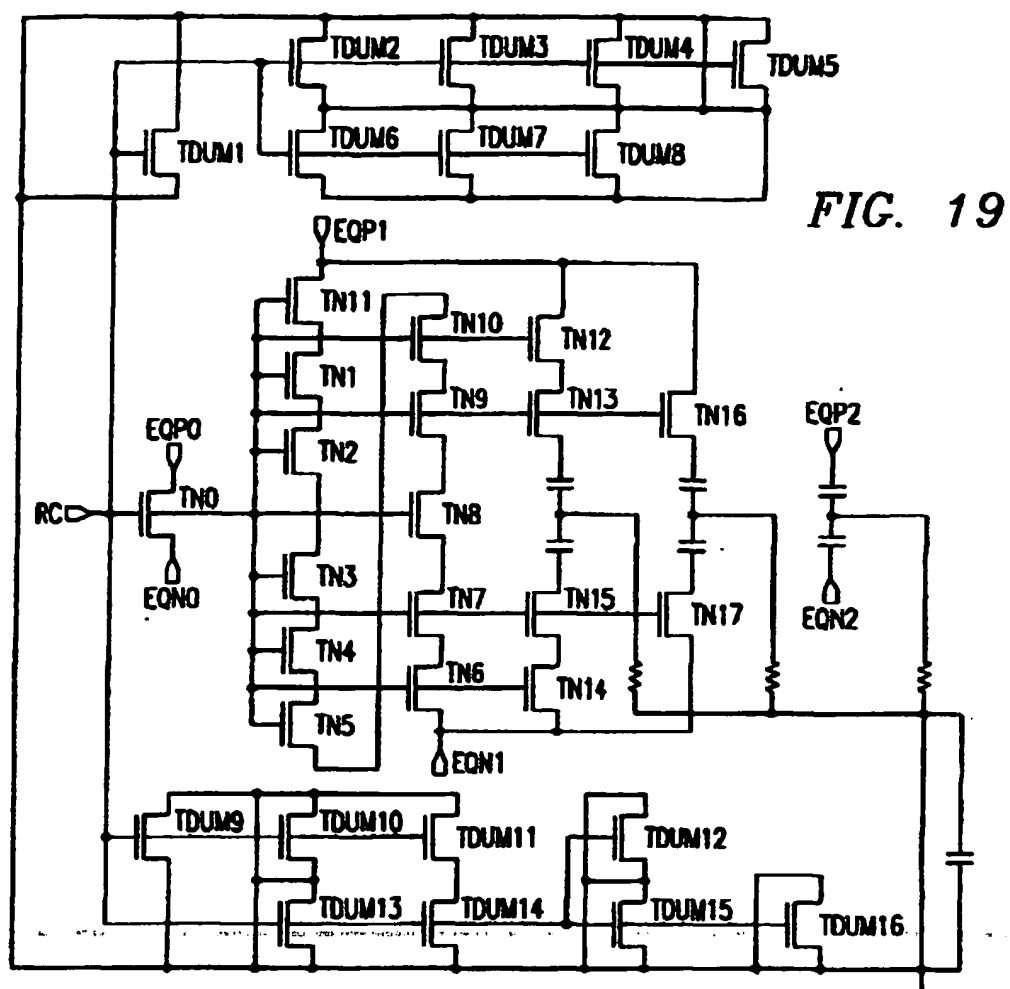 TDUM2 TDUM3 TDUM4 TDUM5
TDUM1 TDUM6 TDUM7 TDUM8
FIG. 19
EQP1
TN11 TN10 TN12
TN1 TN9 TN13 TN16
EQP0 TN2 EQP2
RC TN0 TN8
EQN0 TN3 TN7 TN15 TN17 EQN2
TN4 TN6 TN14
TN5 EQN1
TDUM9 TDUM10 TDUM11 TDUM12
TDUM13 TDUM14 TDUM15 TDUM16